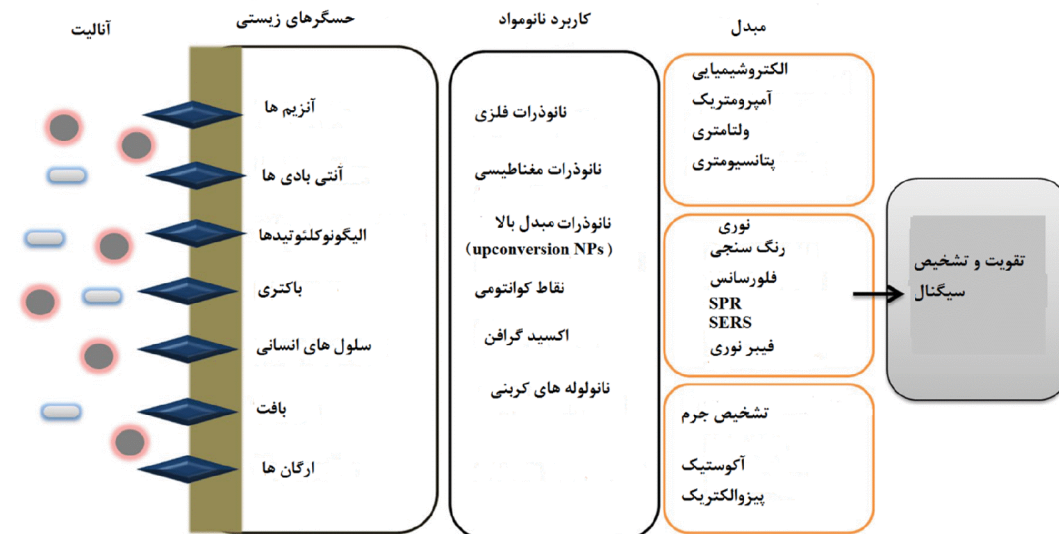 آنالیت
حسگرهای زیستی
کاربرد نانومواد
مبدل
آنزیم ها
آنتی بادی ها
الیگونوکلئوتیدها
باکتری
سلول های انسانی
بافت
ارگان ها
نانوذرات فلزی
نانوذرات مغناطیسی
نانوذرات مبدل بالا
(upconversion NPs )
نقاط کوانتومی
اکسید گرافن
نانولوله های کربنی
الکتروشیمیایی
آمپرومتریک
ولتامتری
پتانسیومتری
نوری
رنگ سنجی
فلورسانس
SPR
SERS
فیبر نوری
تشخیص جرم
آکوستیک
پیزوالکتریک
تقویت و تشخیص
سیگنال